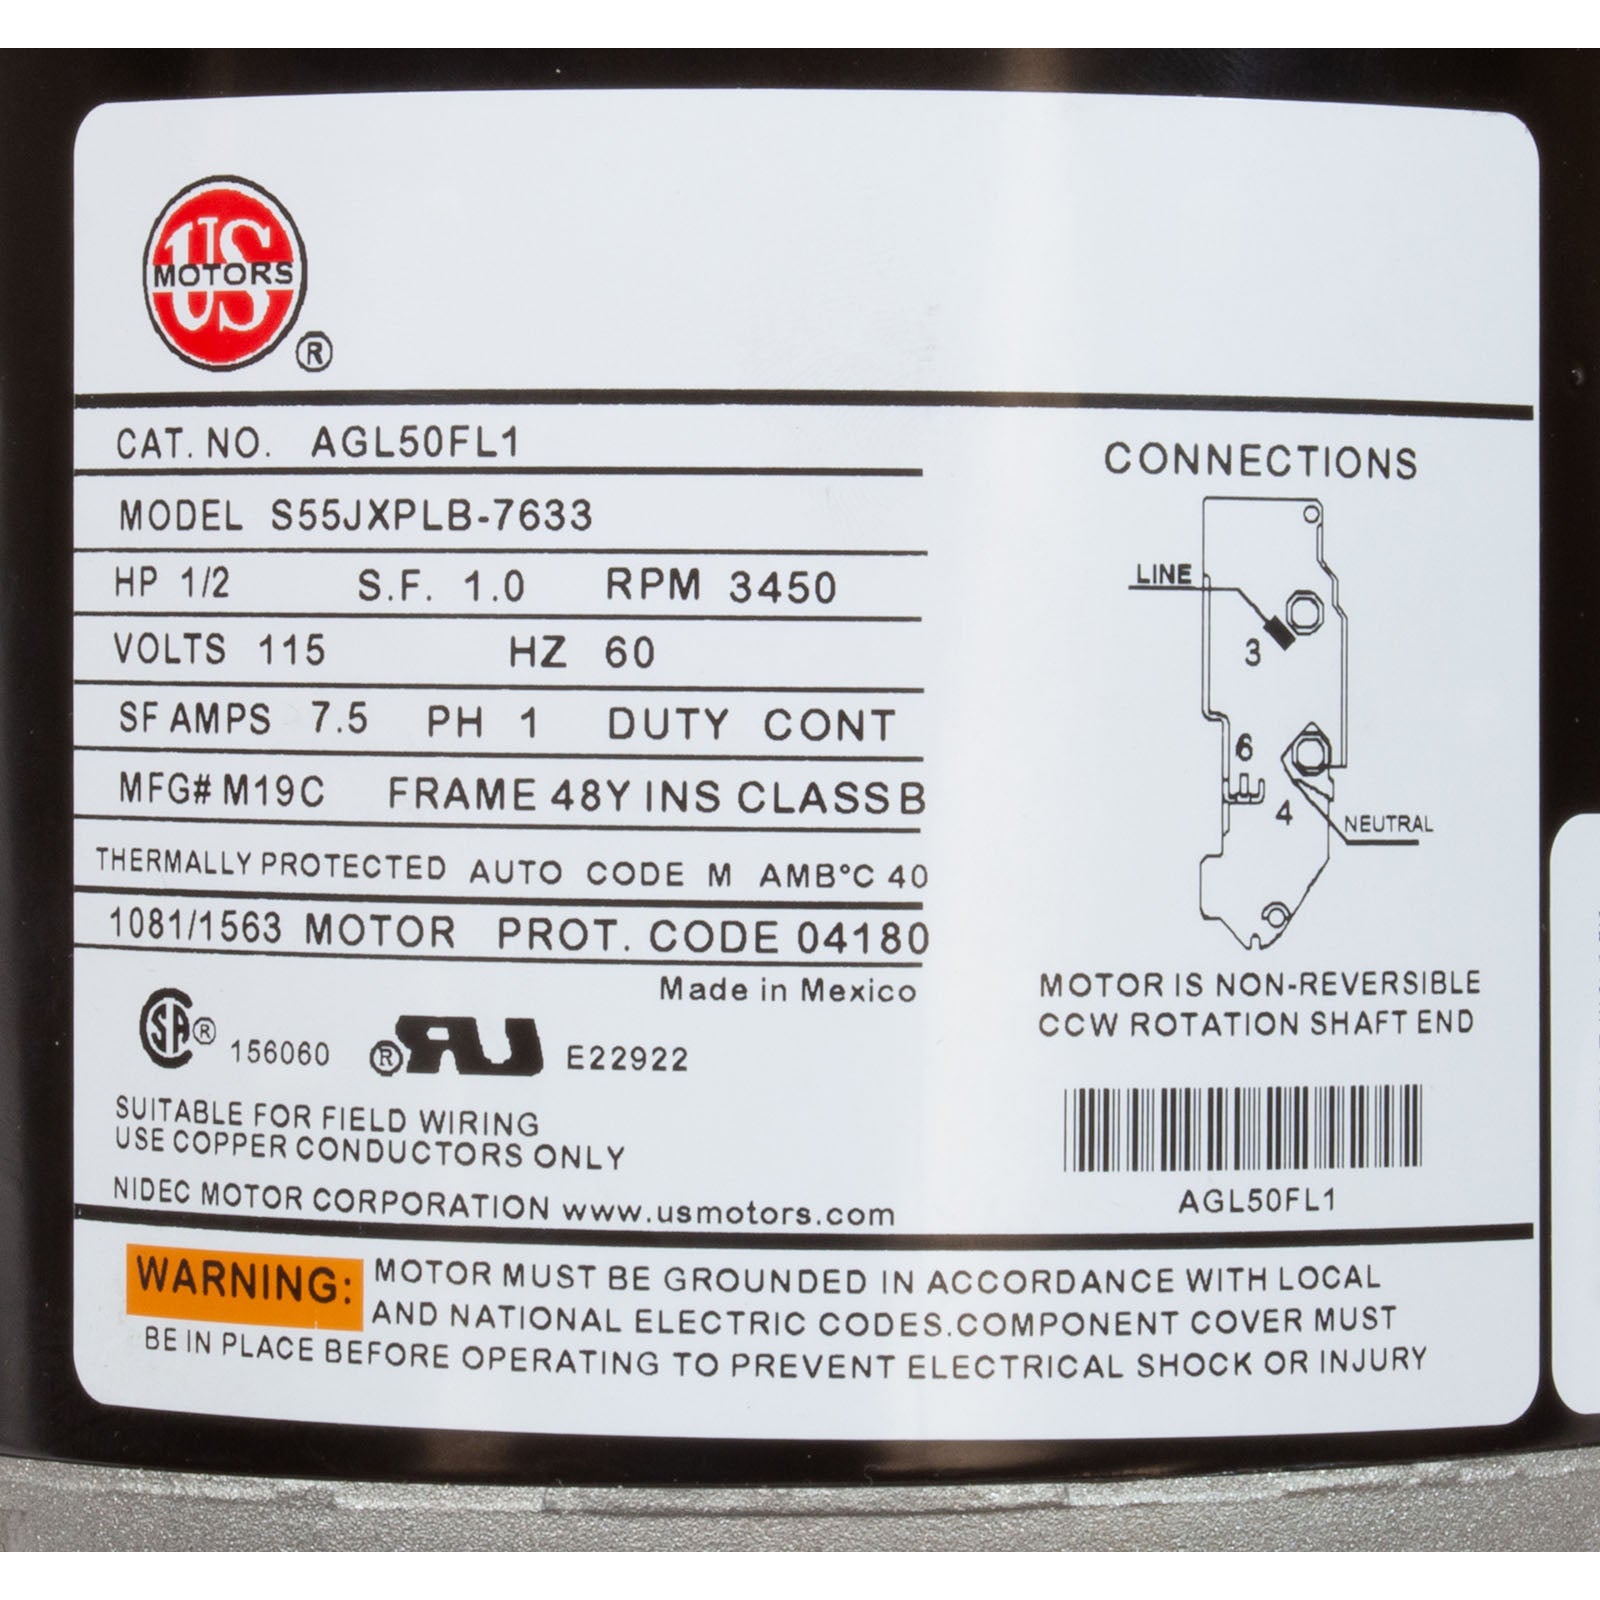 US
MOTORS
®
CAT. NO. AGL50FL1
MODEL S55JXPLB-7633
HP 1/2 S.F. 1.0 RPM 3450
VOLTS 115 HZ 60
SF AMPS 7.5 PH 1 DUTY CONT
MFG# M19C FRAME 48Y INS CLASS B
THERMALLY PROTECTED AUTO CODE M AMB°C 40
1081/1563 MOTOR PROT. CODE 04180
Made in Mexico
SA ® 156060 ® RU E22922
SUITABLE FOR FIELD WIRING
USE COPPER CONDUCTORS ONLY
NIDEC MOTOR CORPORATION www.usmotors.com
CONNECTIONS
LINE
3
6
4
NEUTRAL
MOTOR IS NON-REVERSIBLE
CCW ROTATION SHAFT END
AGL50FL1
WARNING: MOTOR MUST BE GROUNDED IN ACCORDANCE WITH LOCAL
AND NATIONAL ELECTRIC CODES.COMPONENT COVER MUST
BE IN PLACE BEFORE OPERATING TO PREVENT ELECTRICAL SHOCK OR INJURY